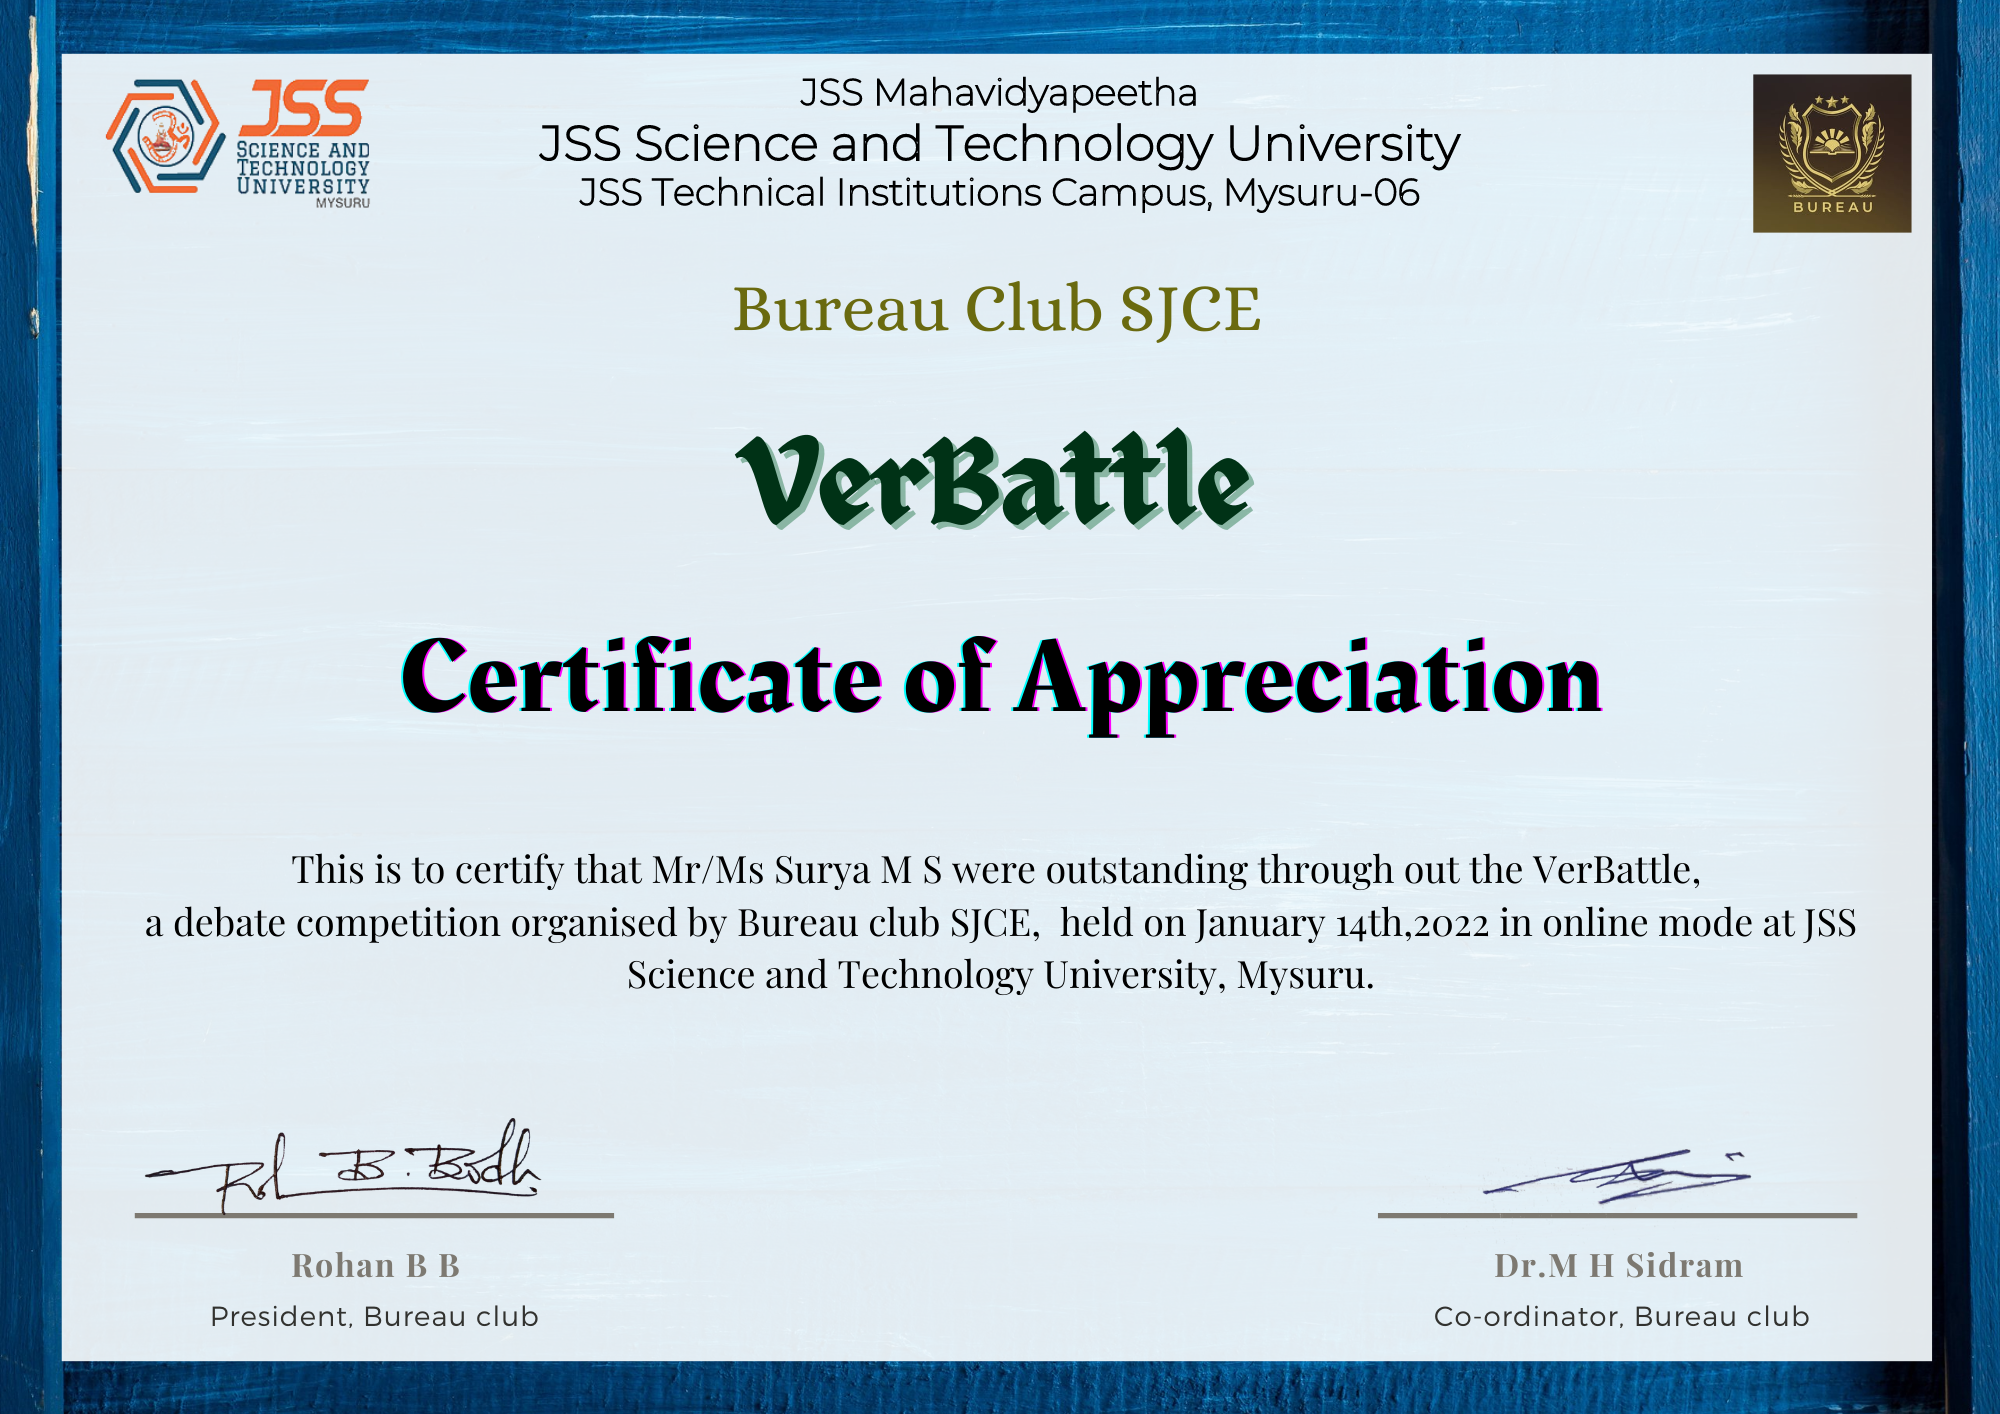 JSS
SCIENCE AND
TECHNOLOGY
UNIVERSITY
MYSURU
JSS Mahavidyapeetha
JSS Science and Technology University
JSS Technical Institutions Campus, Mysuru-06
BUREAU
Bureau Club SJCE
VerBattle
Certificate of Appreciation
This is to certify that Mr/Ms Surya M S were outstanding through out the VerBattle,
a debate competition organised by Bureau club SJCE,  held on January 14th,2022 in online mode at JSS
Science and Technology University, Mysuru.
Rohan B B
President, Bureau club
Dr.M H Sidram
Co-ordinator, Bureau club